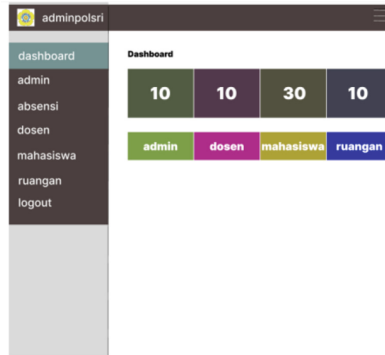 adminpolsri
dashboard
admin
absensi
dosen
mahasiswa
ruangan
logout
Dashboard
10 10 30 10
admin dosen mahasiswa ruangan